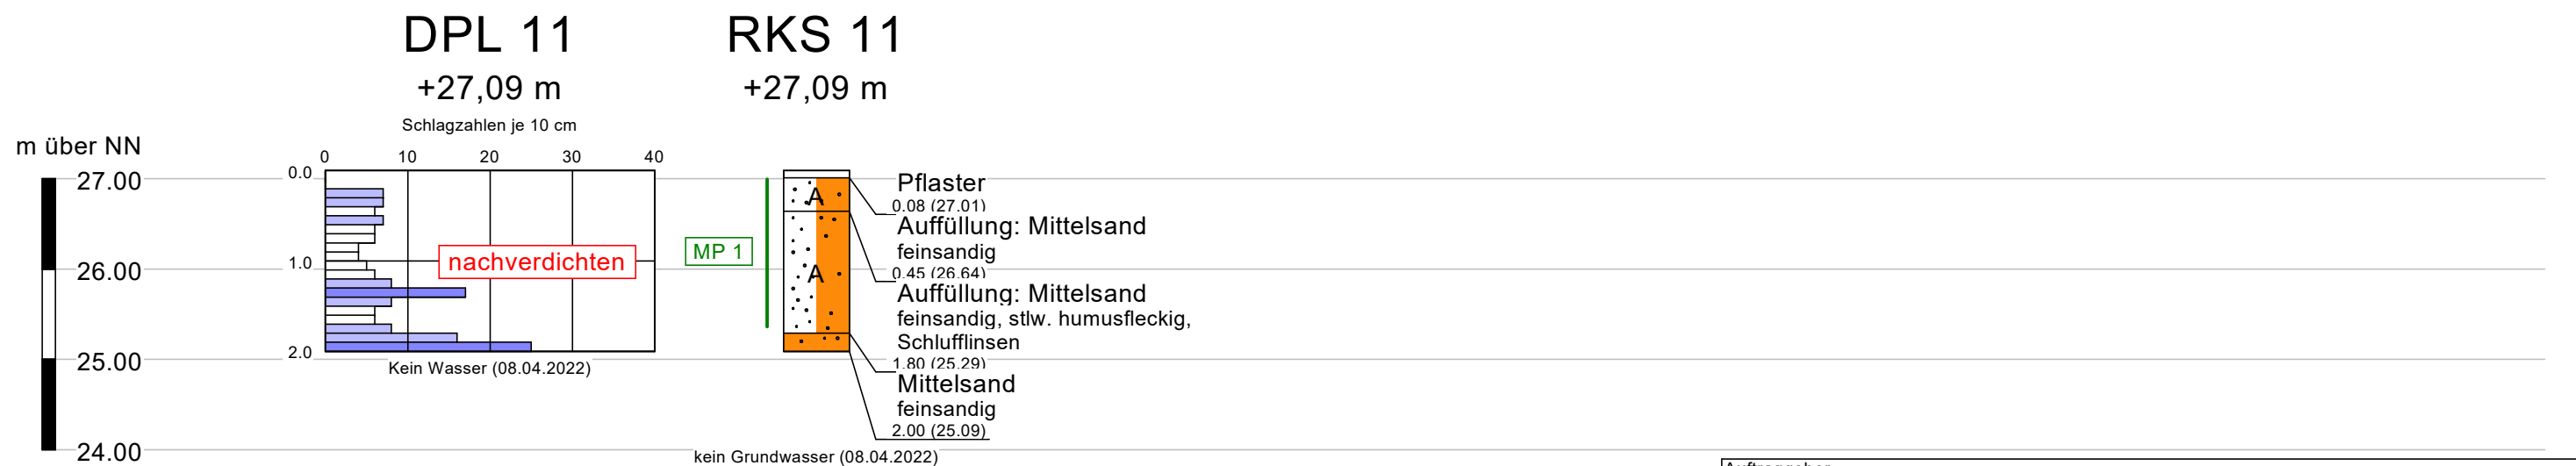 DPL 11
+27,09 m
Schlagzahlen je 10 cm
RKS 11
+27,09 m
m über NN
27.00
26.00
25.00
24.00
0 10 20 30 40
0.0
1.0
2.0
nachverdichten
Kein Wasser (08.04.2022)
MP 1
A
A
Pflaster
0.08 (27.01)
Auffüllung: Mittelsand
feinsandig
0.45 (26.64)
Auffüllung: Mittelsand
feinsandig, stlw. humusfleckig,
Schlufflinsen
1.80 (25.29)
Mittelsand
feinsandig
2.00 (25.09)
kein Grundwasser (08.04.2022)